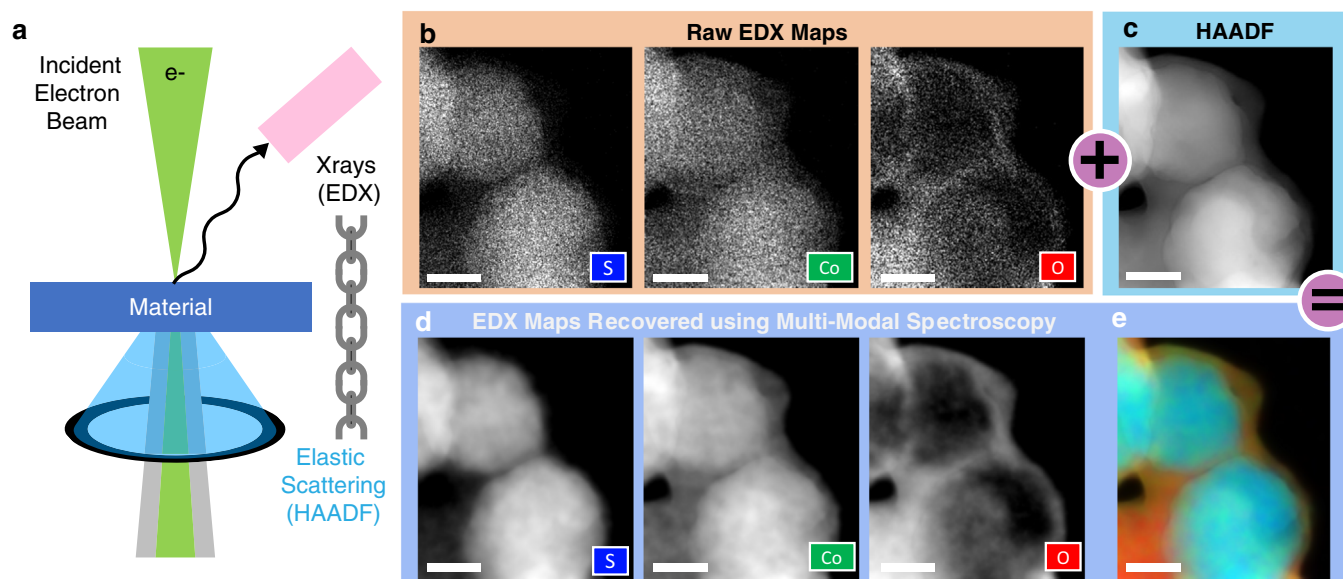 a
Incident
Electron
Beam
e-
Xrays
(EDX)
Material
Elastic
Scattering
(HAADF)
b
Raw EDX Maps
S
Co
O
+
c
HAADF
=
d
EDX Maps Recovered using Multi-Modal Spectroscopy
S
Co
O
e